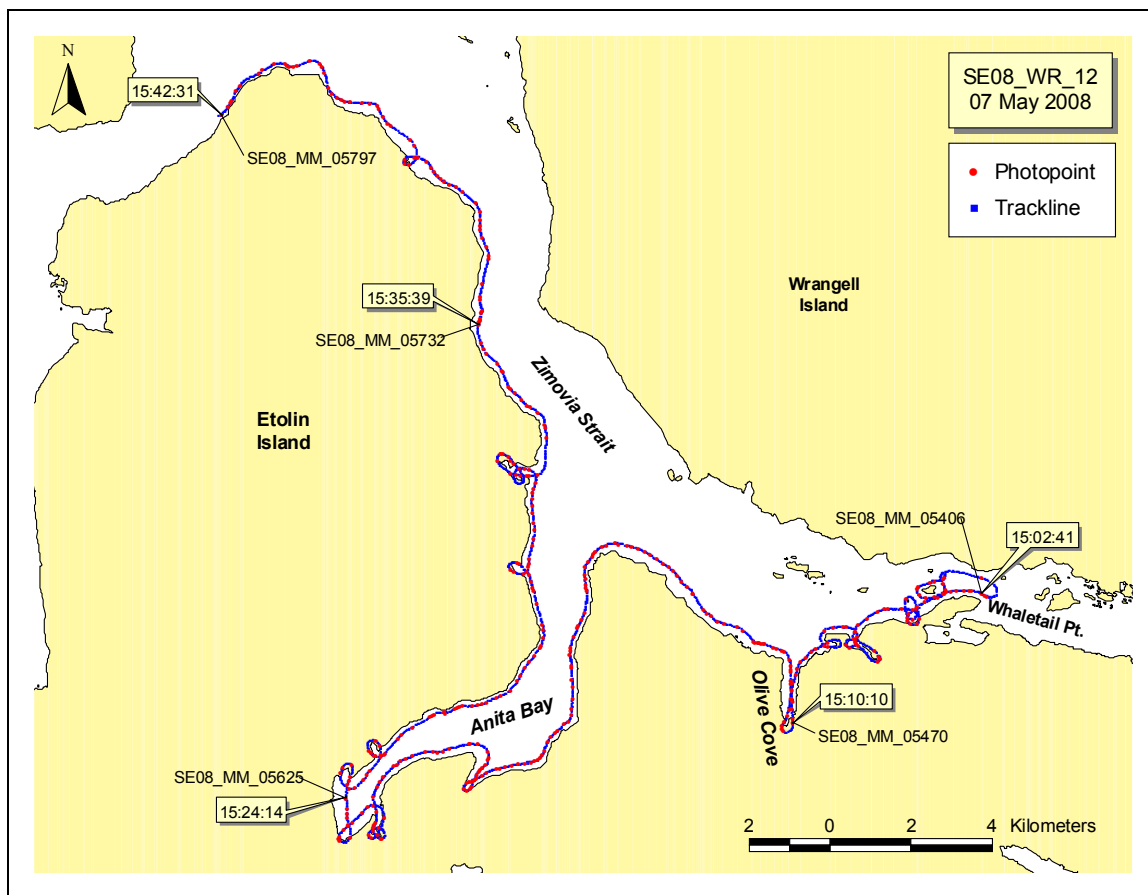 N
SE08_WR_12
07 May 2008
Photopoint
Trackline
15:42:31
SE08_MM_05797
15:35:39
SE08_MM_05732
Wrangell
Island
Zimovia Strait
Etolin
Island
SE08_MM_05406
15:02:41
Whaletail Pt.
Olive Cove
15:10:10
SE08_MM_05470
Anita Bay
SE08_MM_05625
15:24:14
2 0 2 4 Kilometers